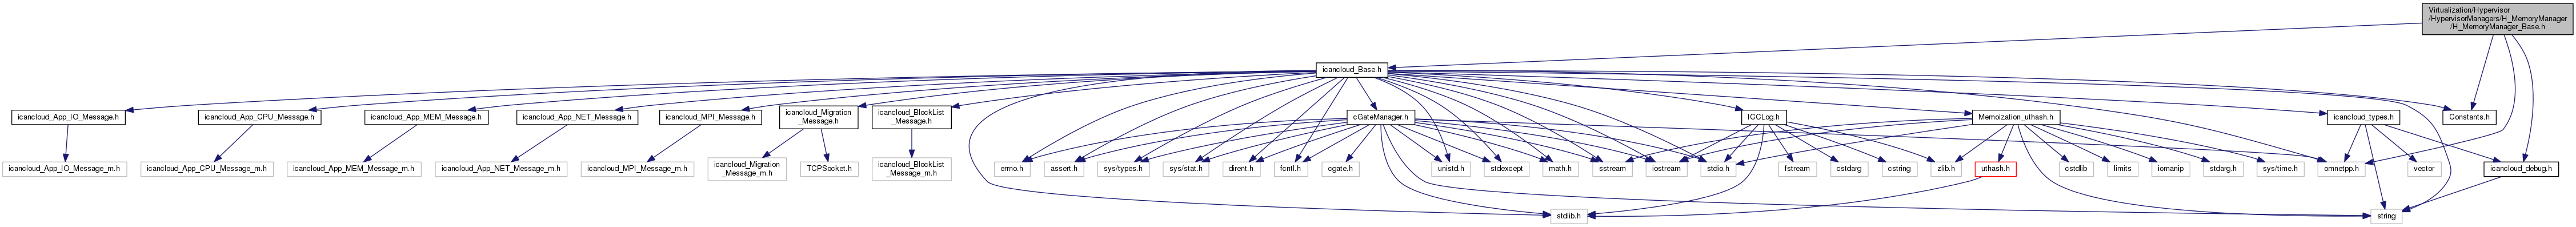 Virtualization/Hypervisor
/HypervisorManagers/H_MemoryManager
/H_MemoryManager_Base.h
icancloud_Base.h
icancloud_App_IO_Message.h
icancloud_App_CPU_Message.h
icancloud_App_MEM_Message.h
icancloud_App_NET_Message.h
icancloud_MPI_Message.h
icancloud_Migration
_Message.h
icancloud_BlockList
_Message.h
cGateManager.h
ICCLog.h
Memoization_uthash.h
icancloud_types.h
Constants.h
icancloud_App_IO_Message_m.h
icancloud_App_CPU_Message_m.h
icancloud_App_MEM_Message_m.h
icancloud_App_NET_Message_m.h
icancloud_MPI_Message_m.h
icancloud_Migration
_Message_m.h
TCPSocket.h
icancloud_BlockList
_Message_m.h
errno.h
assert.h
sys/types.h
sys/stat.h
dirent.h
fcntl.h
cgate.h
unistd.h
stdexcept
math.h
sstream
iostream
stdio.h
fstream
cstdarg
cstring
zlib.h
uthash.h
cstdlib
limits
iomanip
stdarg.h
sys/time.h
omnetpp.h
vector
icancloud_debug.h
stdlib.h
string